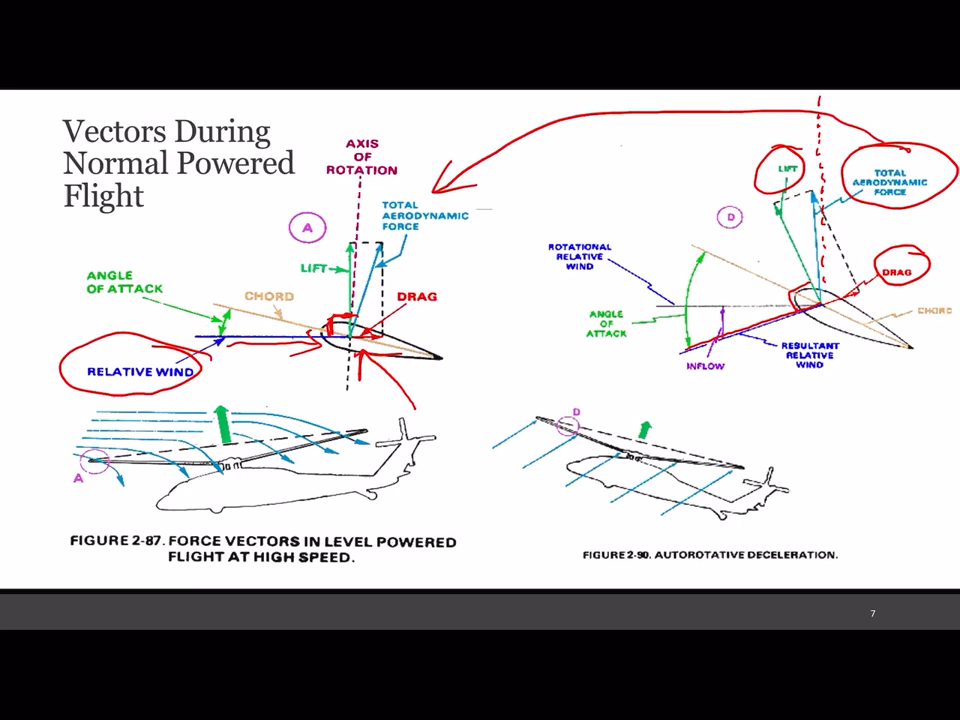 Vectors During
Normal Powered
Flight
AXIS
OF
ROTATION
A
TOTAL
AERODYNAMIC
FORCE
LIFT
ANGLE
OF ATTACK
CHORD
DRAG
RELATIVE WIND
A
FIGURE 2-87. FORCE VECTORS IN LEVEL POWERED
FLIGHT AT HIGH SPEED.
LIFT
TOTAL
AERODYNAMIC
FORCE
D
ROTATIONAL
RELATIVE
WIND
DRAG
ANGLE
OF
ATTACK
CHORD
RESULTANT
RELATIVE
WIND
INFLOW
D
FIGURE 2-90. AUTOROTATIVE DECELERATION.
7